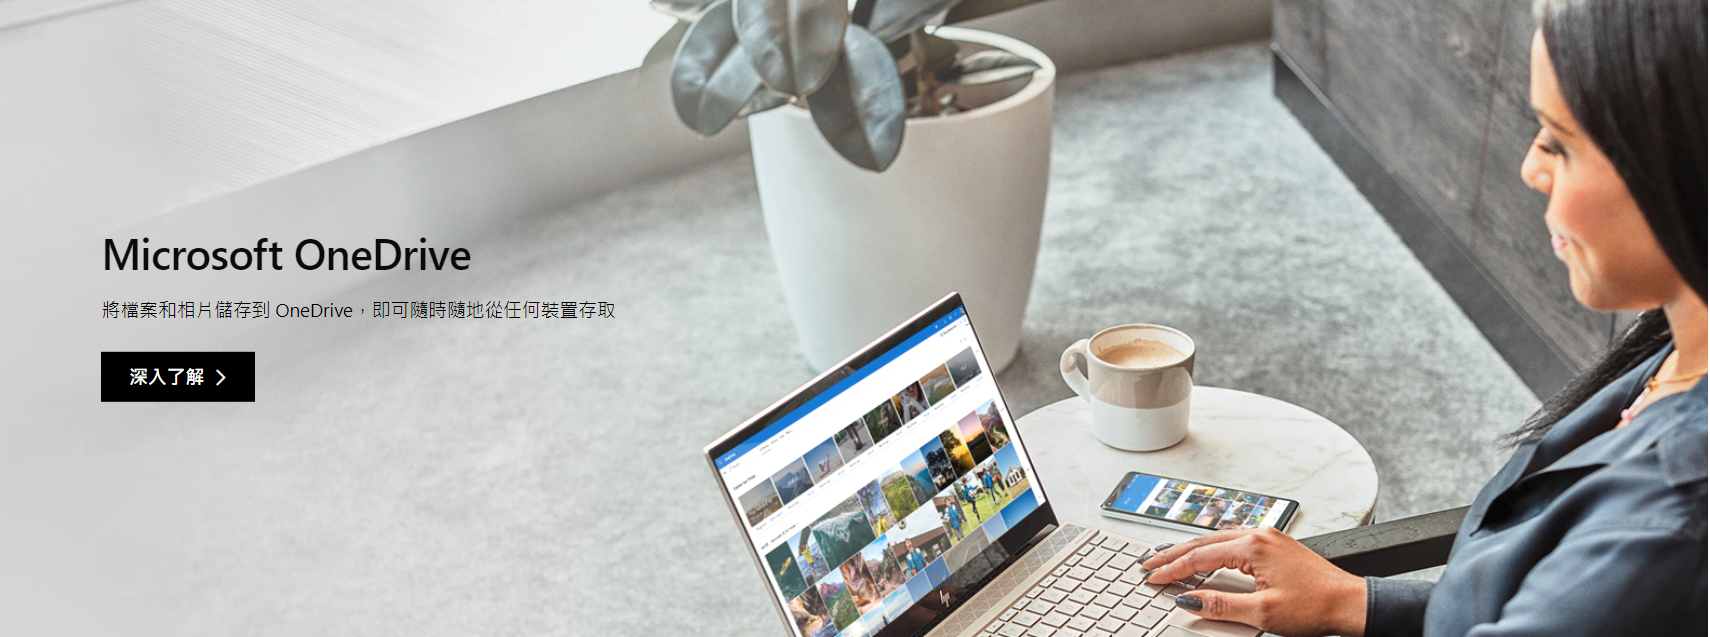 Microsoft OneDrive
將檔案和相片儲存到 OneDrive，即可隨時隨地從任何裝置存取
深入了解
hp